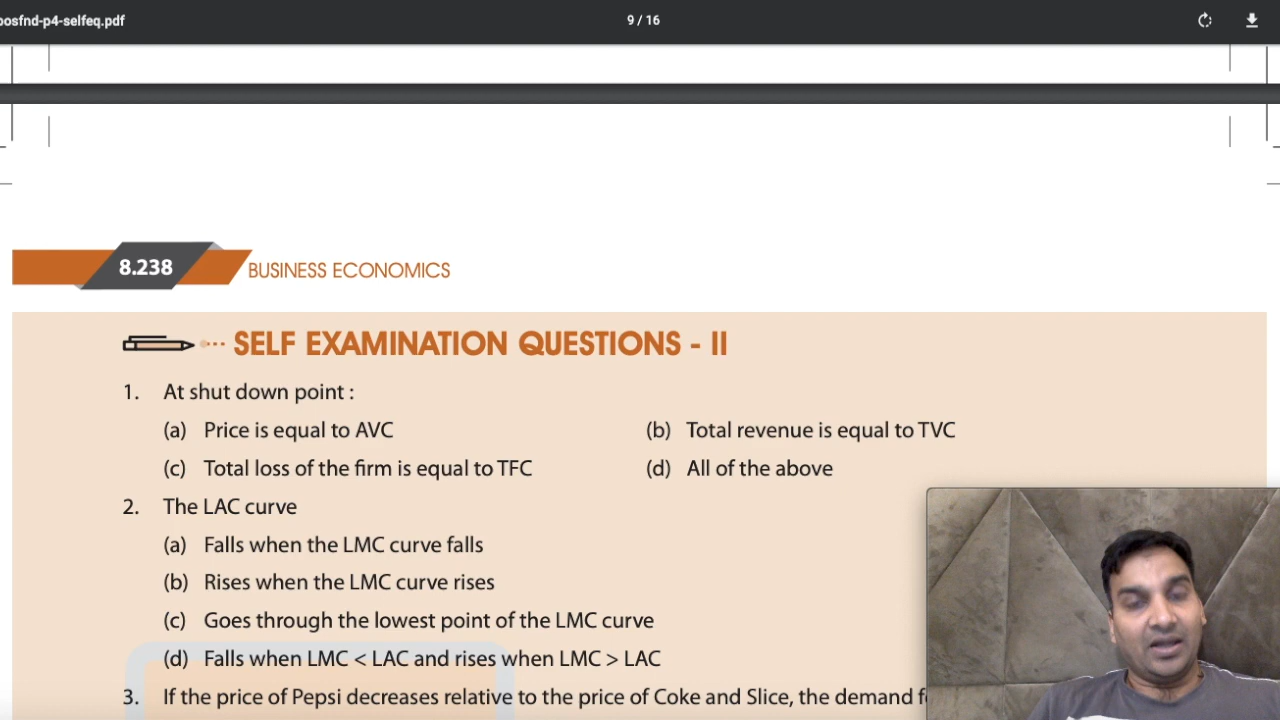 posfnd-p4-selfeq.pdf
9 / 16
8.238
BUSINESS ECONOMICS
SELF EXAMINATION QUESTIONS - II
1. At shut down point :
(a) Price is equal to AVC (b) Total revenue is equal to TVC
(c) Total loss of the firm is equal to TFC (d) All of the above
2. The LAC curve
(a) Falls when the LMC curve falls
(b) Rises when the LMC curve rises
(c) Goes through the lowest point of the LMC curve
(d) Falls when LMC < LAC and rises when LMC > LAC
3. If the price of Pepsi decreases relative to the price of Coke and Slice, the demand